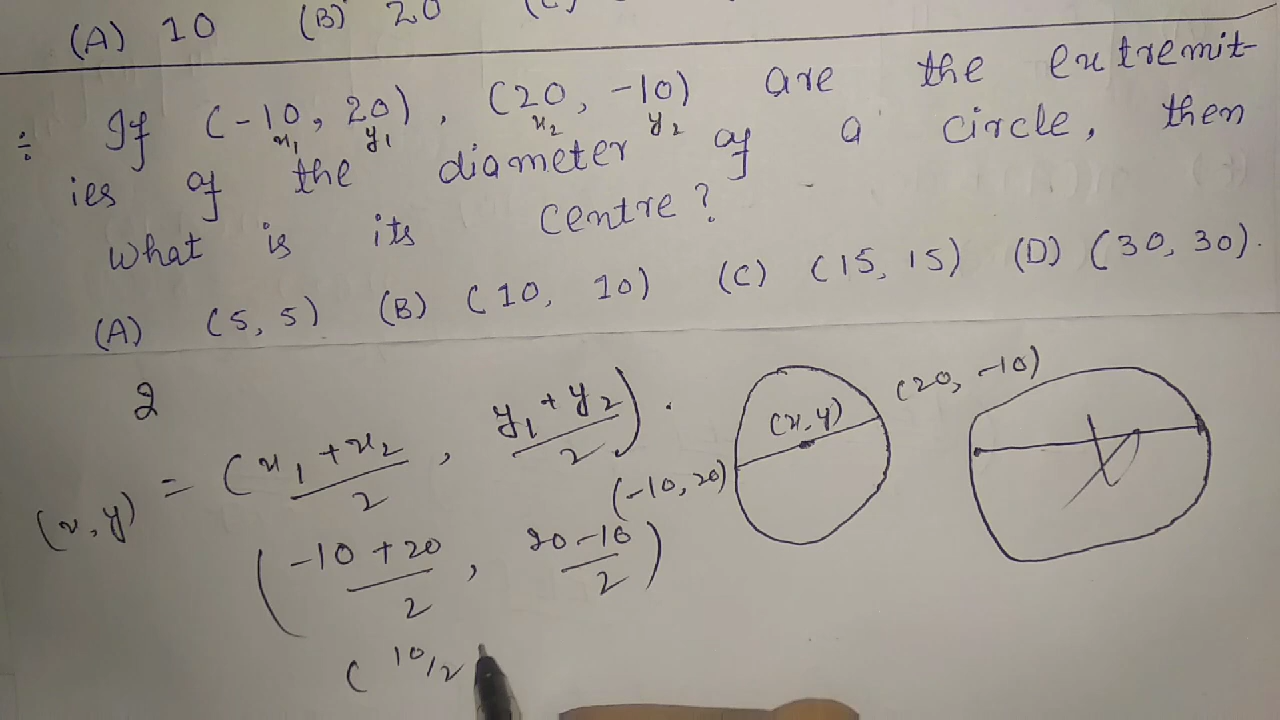 (A) 10 (B) 20 (C)
÷ If (-10, 20), (20, -10) are the extremit-
x₁ y₁ x₂ y₂
ies of the diameter of a circle, then
what is its centre?
(A) (5, 5) (B) (10, 10) (C) (15, 15) (D) (30, 30).
2
(x, y) = (x₁ + x₂/2, y₁ + y₂/2).
(-10 + 20/2, 20 - 10/2)
( 10/2
(20, -10)
(x, y)
(-10, 20)